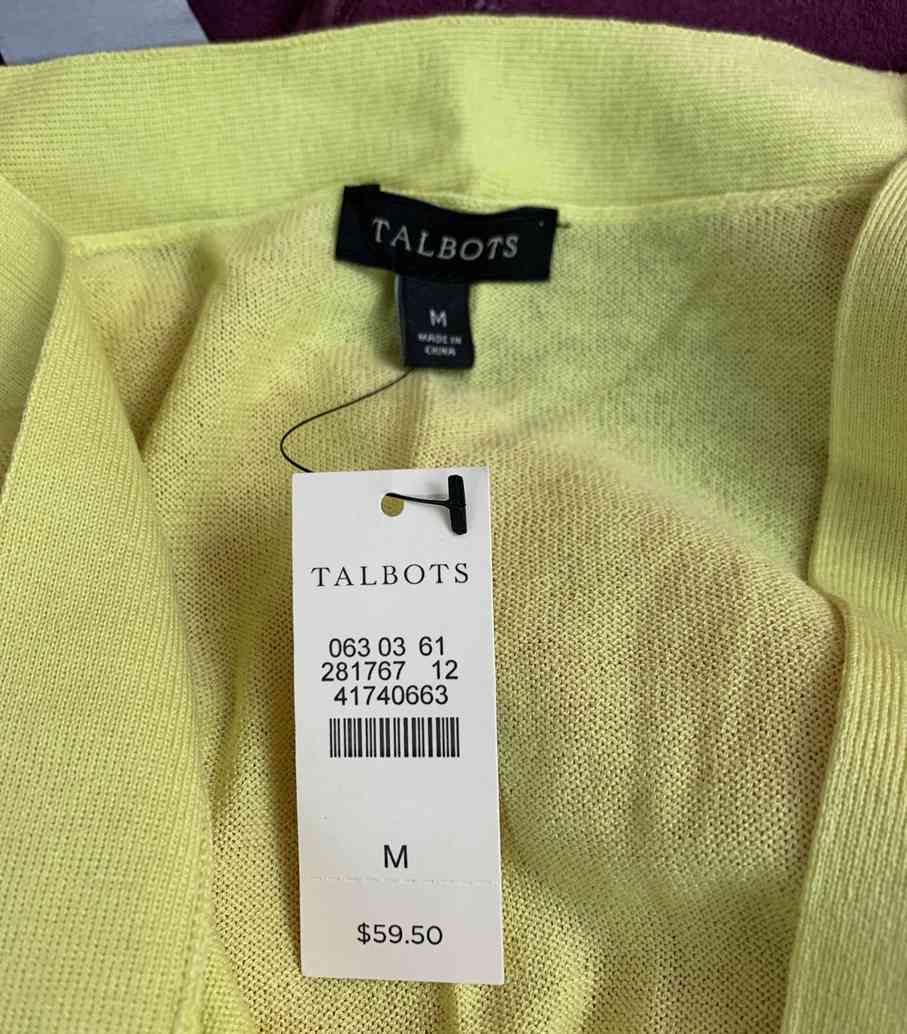 TALBOTS
M
MADE IN
CHINA
TALBOTS
063 03 61
281767 12
41740663
M
$59.50